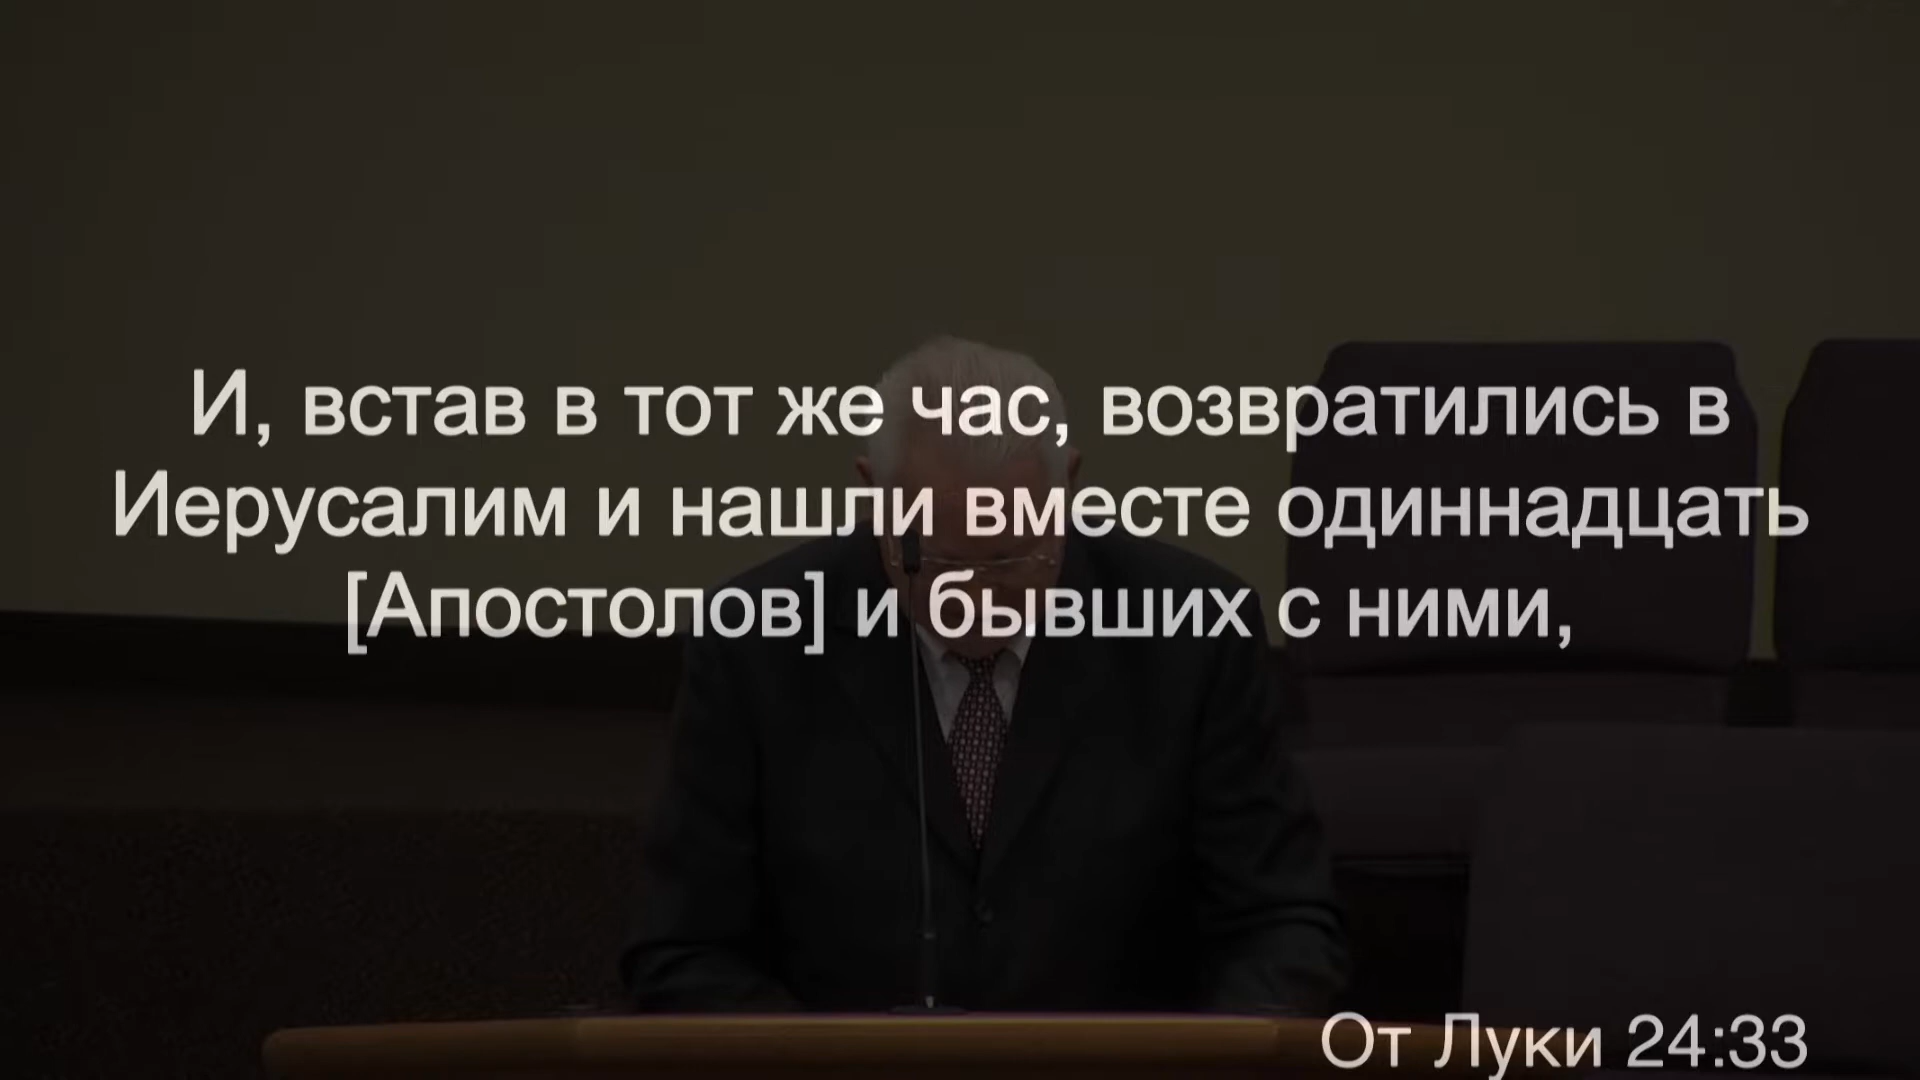 И, встав в тот же час, возвратились в
Иерусалим и нашли вместе одиннадцать
[Апостолов] и бывших с ними,
От Луки 24:33